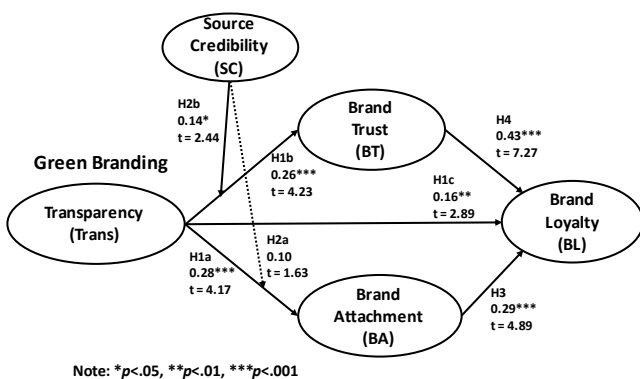 Source
Credibility
(SC)
H2b
0.14*
t = 2.44
Brand
Trust
(BT)
H4
0.43***
t = 7.27
Green Branding
H1b
0.26***
t = 4.23
H1c
0.16**
t = 2.89
Transparency
(Trans)
Brand
Loyalty
(BL)
H2a
0.10
t = 1.63
H1a
0.28***
t = 4.17
Brand
Attachment
(BA)
H3
0.29***
t = 4.89
Note: *p<.05, **p<.01, ***p<.001